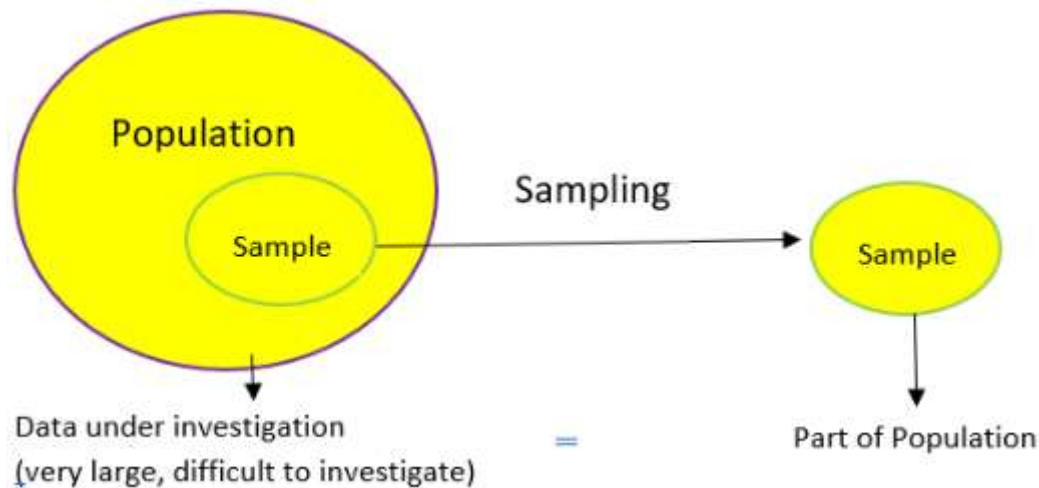 Population
Sampling
Sample
Sample
Data under investigation
(very large, difficult to investigate)
=
Part of Population